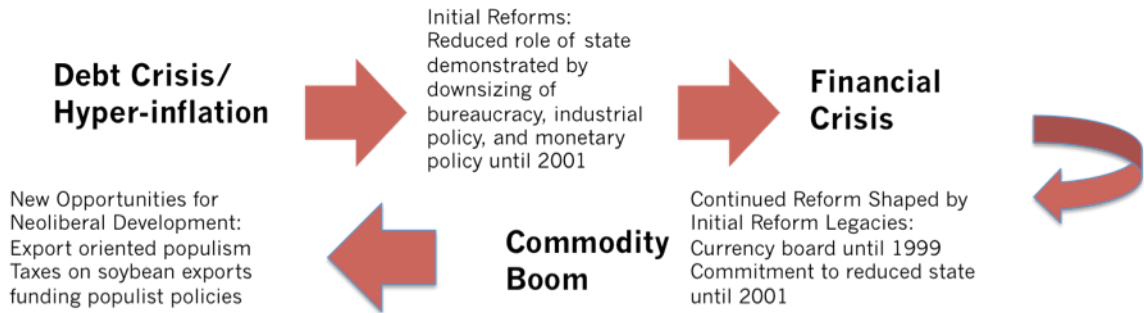 Debt Crisis/
Hyper-inflation
Initial Reforms:
Reduced role of state
demonstrated by
downsizing of
bureaucracy, industrial
policy, and monetary
policy until 2001
Financial
Crisis
Continued Reform Shaped by
Initial Reform Legacies:
Currency board until 1999
Commitment to reduced state
until 2001
Commodity
Boom
New Opportunities for
Neoliberal Development:
Export oriented populism
Taxes on soybean exports
funding populist policies